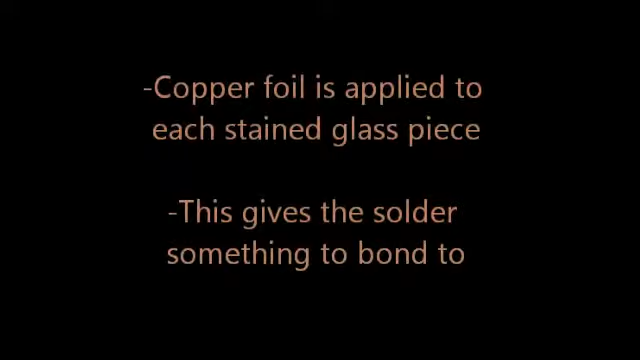 -Copper foil is applied to
each stained glass piece
-This gives the solder
something to bond to